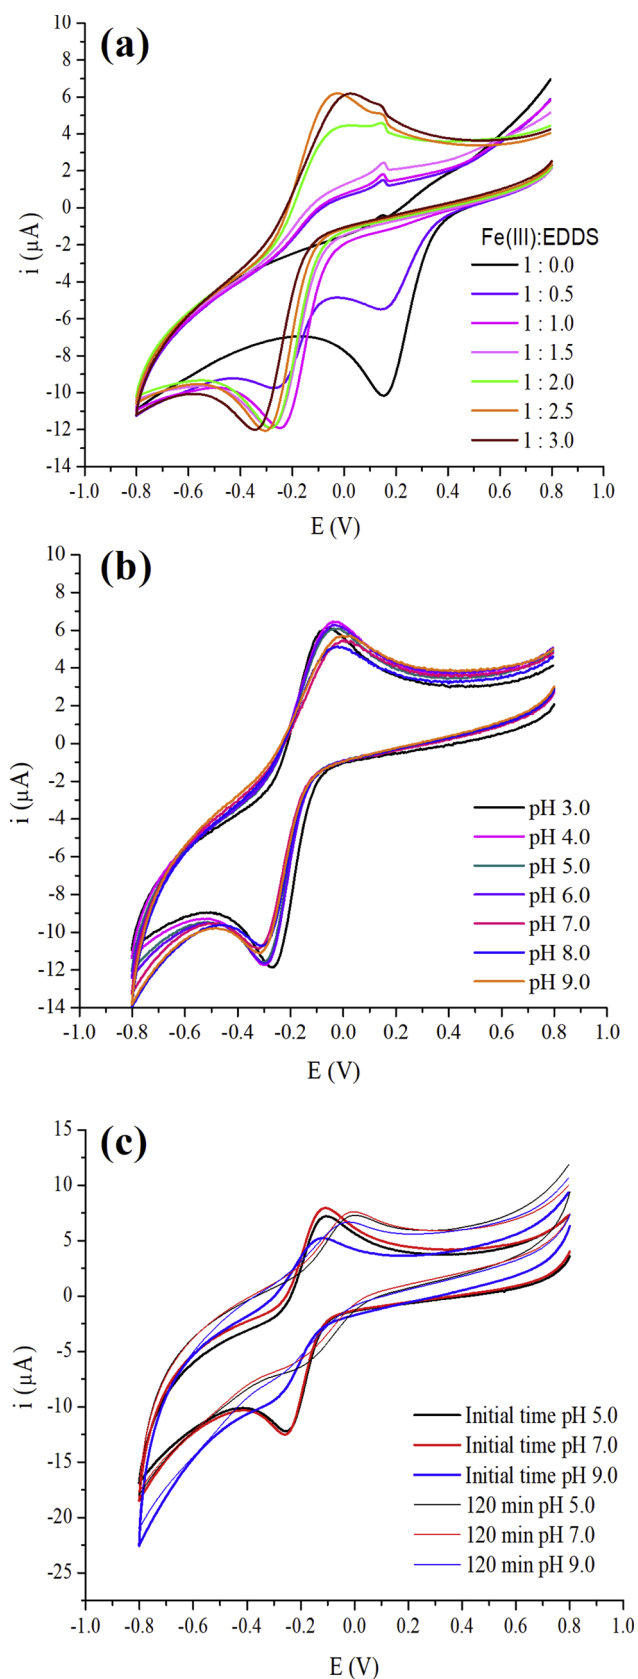 (a)
10
8
6
4
2
0
-2
-4
-6
-8
-10
-12
-14
i (μA)
Fe(III):EDDS
1 : 0.0
1 : 0.5
1 : 1.0
1 : 1.5
1 : 2.0
1 : 2.5
1 : 3.0
-1.0 -0.8 -0.6 -0.4 -0.2 0.0 0.2 0.4 0.6 0.8 1.0
E (V)
(b)
10
8
6
4
2
0
-2
-4
-6
-8
-10
-12
-14
i (μA)
pH 3.0
pH 4.0
pH 5.0
pH 6.0
pH 7.0
pH 8.0
pH 9.0
-1.0 -0.8 -0.6 -0.4 -0.2 0.0 0.2 0.4 0.6 0.8 1.0
E (V)
(c)
15
10
5
0
-5
-10
-15
-20
-25
i (μA)
Initial time pH 5.0
Initial time pH 7.0
Initial time pH 9.0
120 min pH 5.0
120 min pH 7.0
120 min pH 9.0
-1.0 -0.8 -0.6 -0.4 -0.2 0.0 0.2 0.4 0.6 0.8 1.0
E (V)